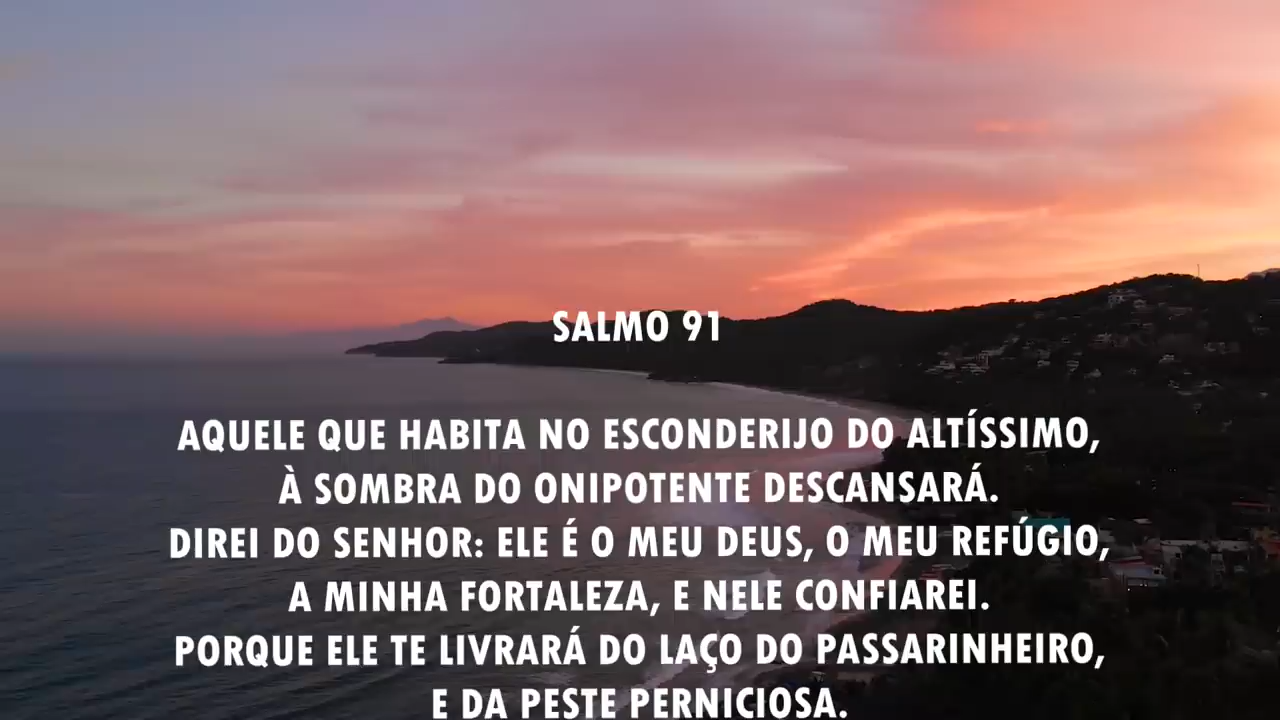 SALMO 91
AQUELE QUE HABITA NO ESCONDERIJO DO ALTÍSSIMO,
À SOMBRA DO ONIPOTENTE DESCANSARÁ.
DIREI DO SENHOR: ELE É O MEU DEUS, O MEU REFÚGIO,
A MINHA FORTALEZA, E NELE CONFIAREI.
PORQUE ELE TE LIVRARÁ DO LAÇO DO PASSARINHEIRO,
E DA PESTE PERNICIOSA.